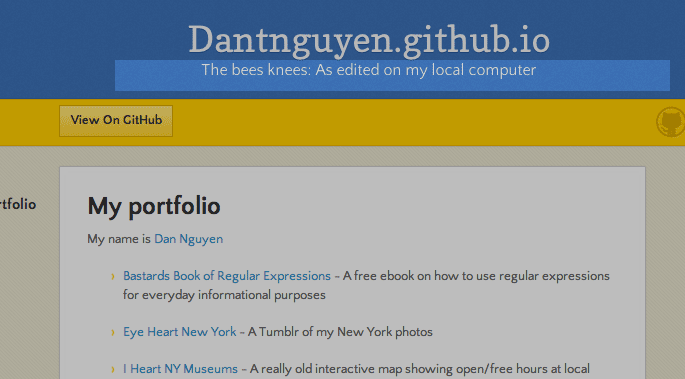 Dantnguyen.github.io
The bees knees: As edited on my local computer
View On GitHub
rtfolio
My portfolio
My name is Dan Nguyen
Bastards Book of Regular Expressions – A free ebook on how to use regular expressions
for everyday informational purposes
Eye Heart New York – A Tumblr of my New York photos
I Heart NY Museums – A really old interactive map showing open/free hours at local